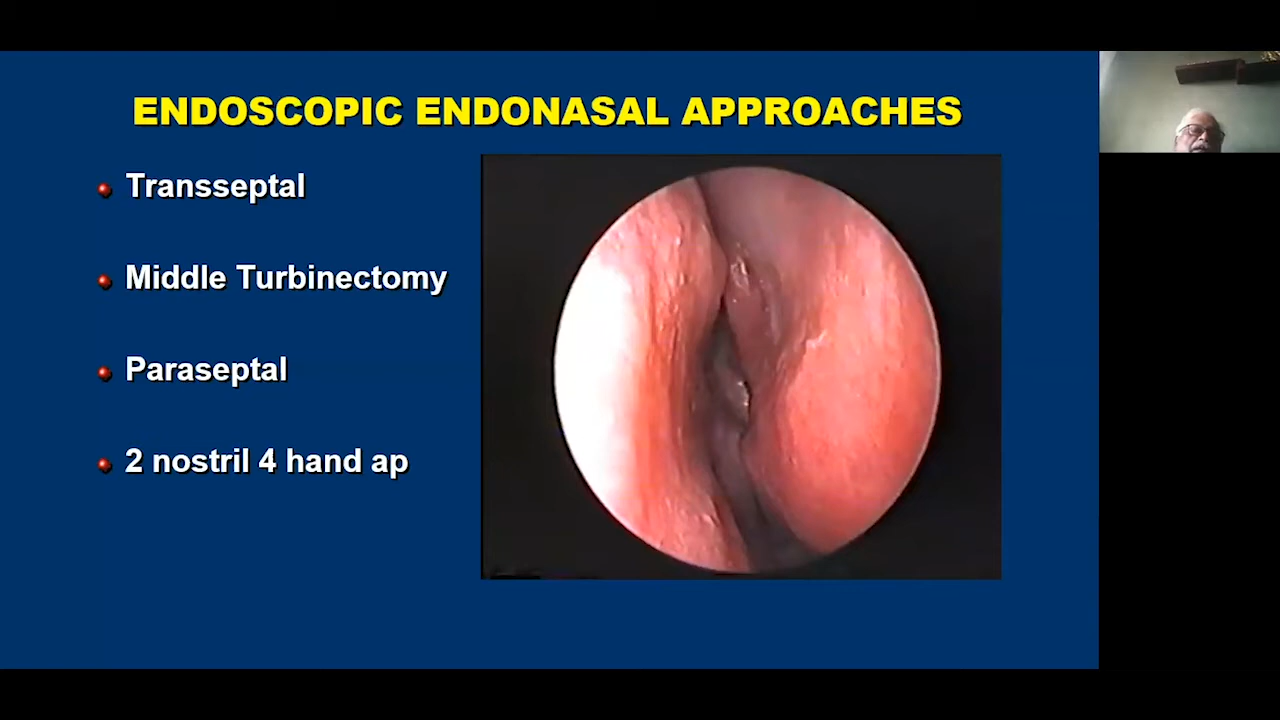 ENDOSCOPIC ENDONASAL APPROACHES
Transseptal
Middle Turbinectomy
Paraseptal
2 nostril 4 hand ap